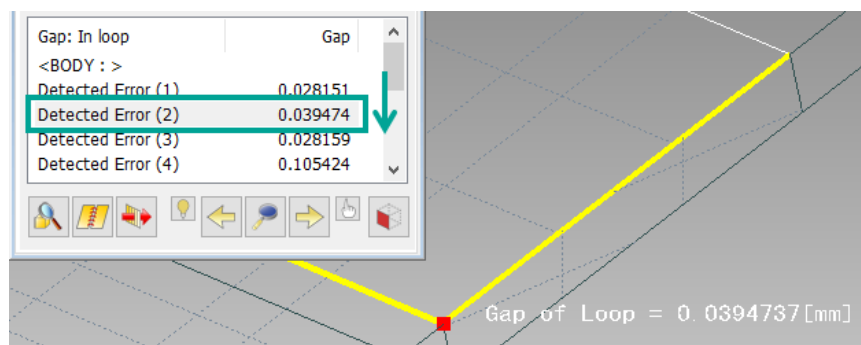 Gap: In loop Gap
<BODY : >
Detected Error (1) 0.028151
Detected Error (2) 0.039474
Detected Error (3) 0.028159
Detected Error (4) 0.105424
Gap of Loop = 0.0394737[mm]